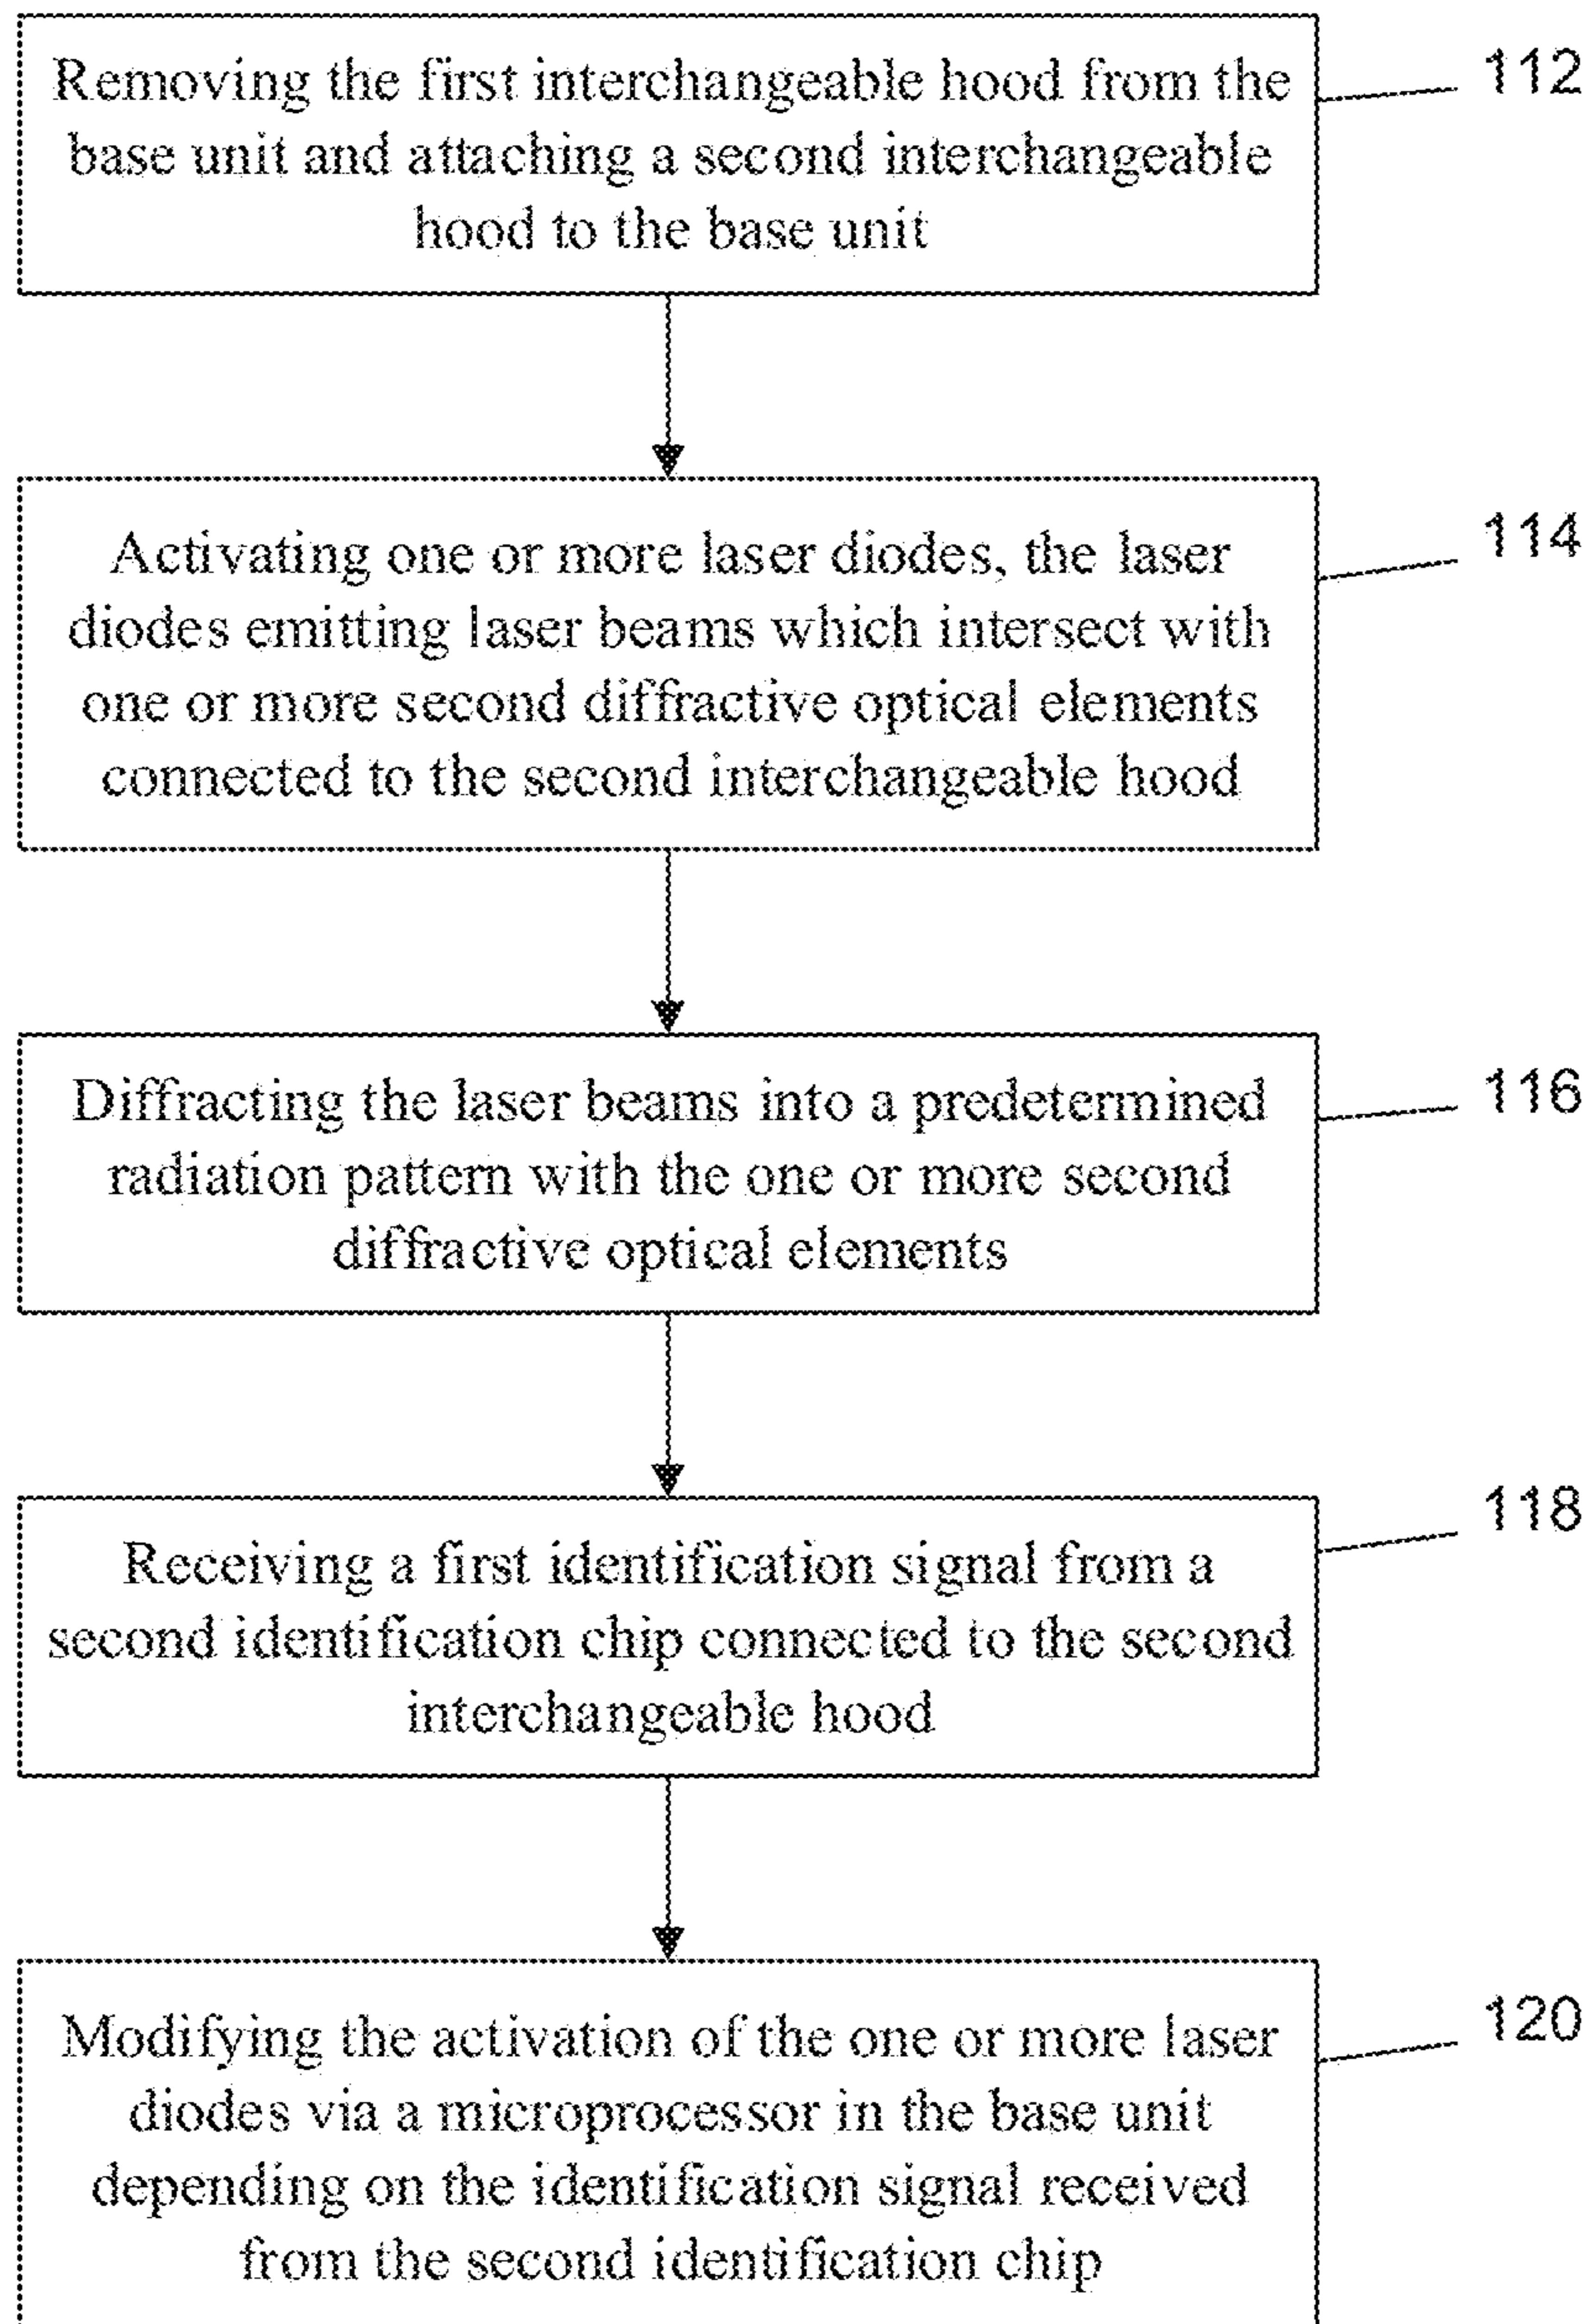 Removing the first interchangeable hood from the
base unit and attaching a second interchangeable
hood to the base unit
112
Activating one or more laser diodes, the laser
diodes emitting laser beams which intersect with
one or more second diffractive optical elements
connected to the second interchangeable hood
114
Diffracting the laser beams into a predetermined
radiation pattern with the one or more second
diffractive optical elements
116
Receiving a first identification signal from a
second identification chip connected to the second
interchangeable hood
118
Modifying the activation of the one or more laser
diodes via a microprocessor in the base unit
depending on the identification signal received
from the second identification chip
120